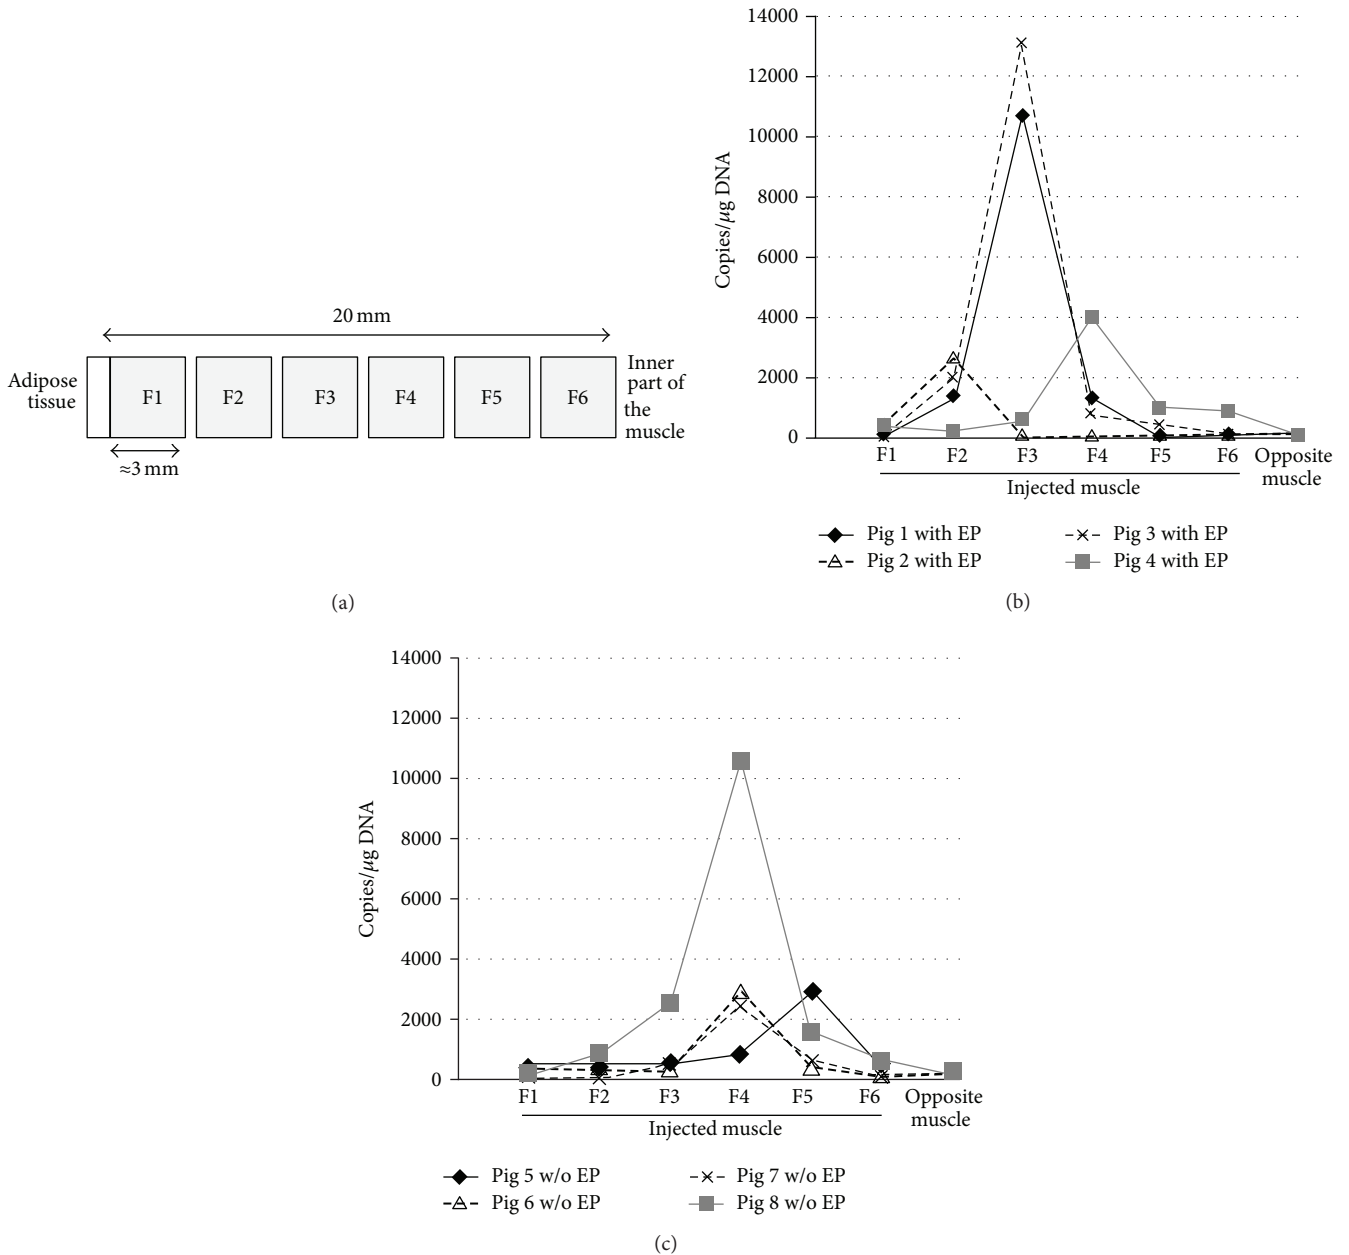 20 mm
Adipose
tissue
F1
F2
F3
F4
F5
F6
Inner
part of
the
muscle
≈3 mm
(a)
14000
12000
10000
8000
6000
4000
2000
0
Copies/μg DNA
F1 F2 F3 F4 F5 F6 Opposite
muscle
Injected muscle
Pig 1 with EP
Pig 2 with EP
Pig 3 with EP
Pig 4 with EP
(b)
14000
12000
10000
8000
6000
4000
2000
0
Copies/μg DNA
F1 F2 F3 F4 F5 F6 Opposite
muscle
Injected muscle
Pig 5 w/o EP
Pig 6 w/o EP
Pig 7 w/o EP
Pig 8 w/o EP
(c)